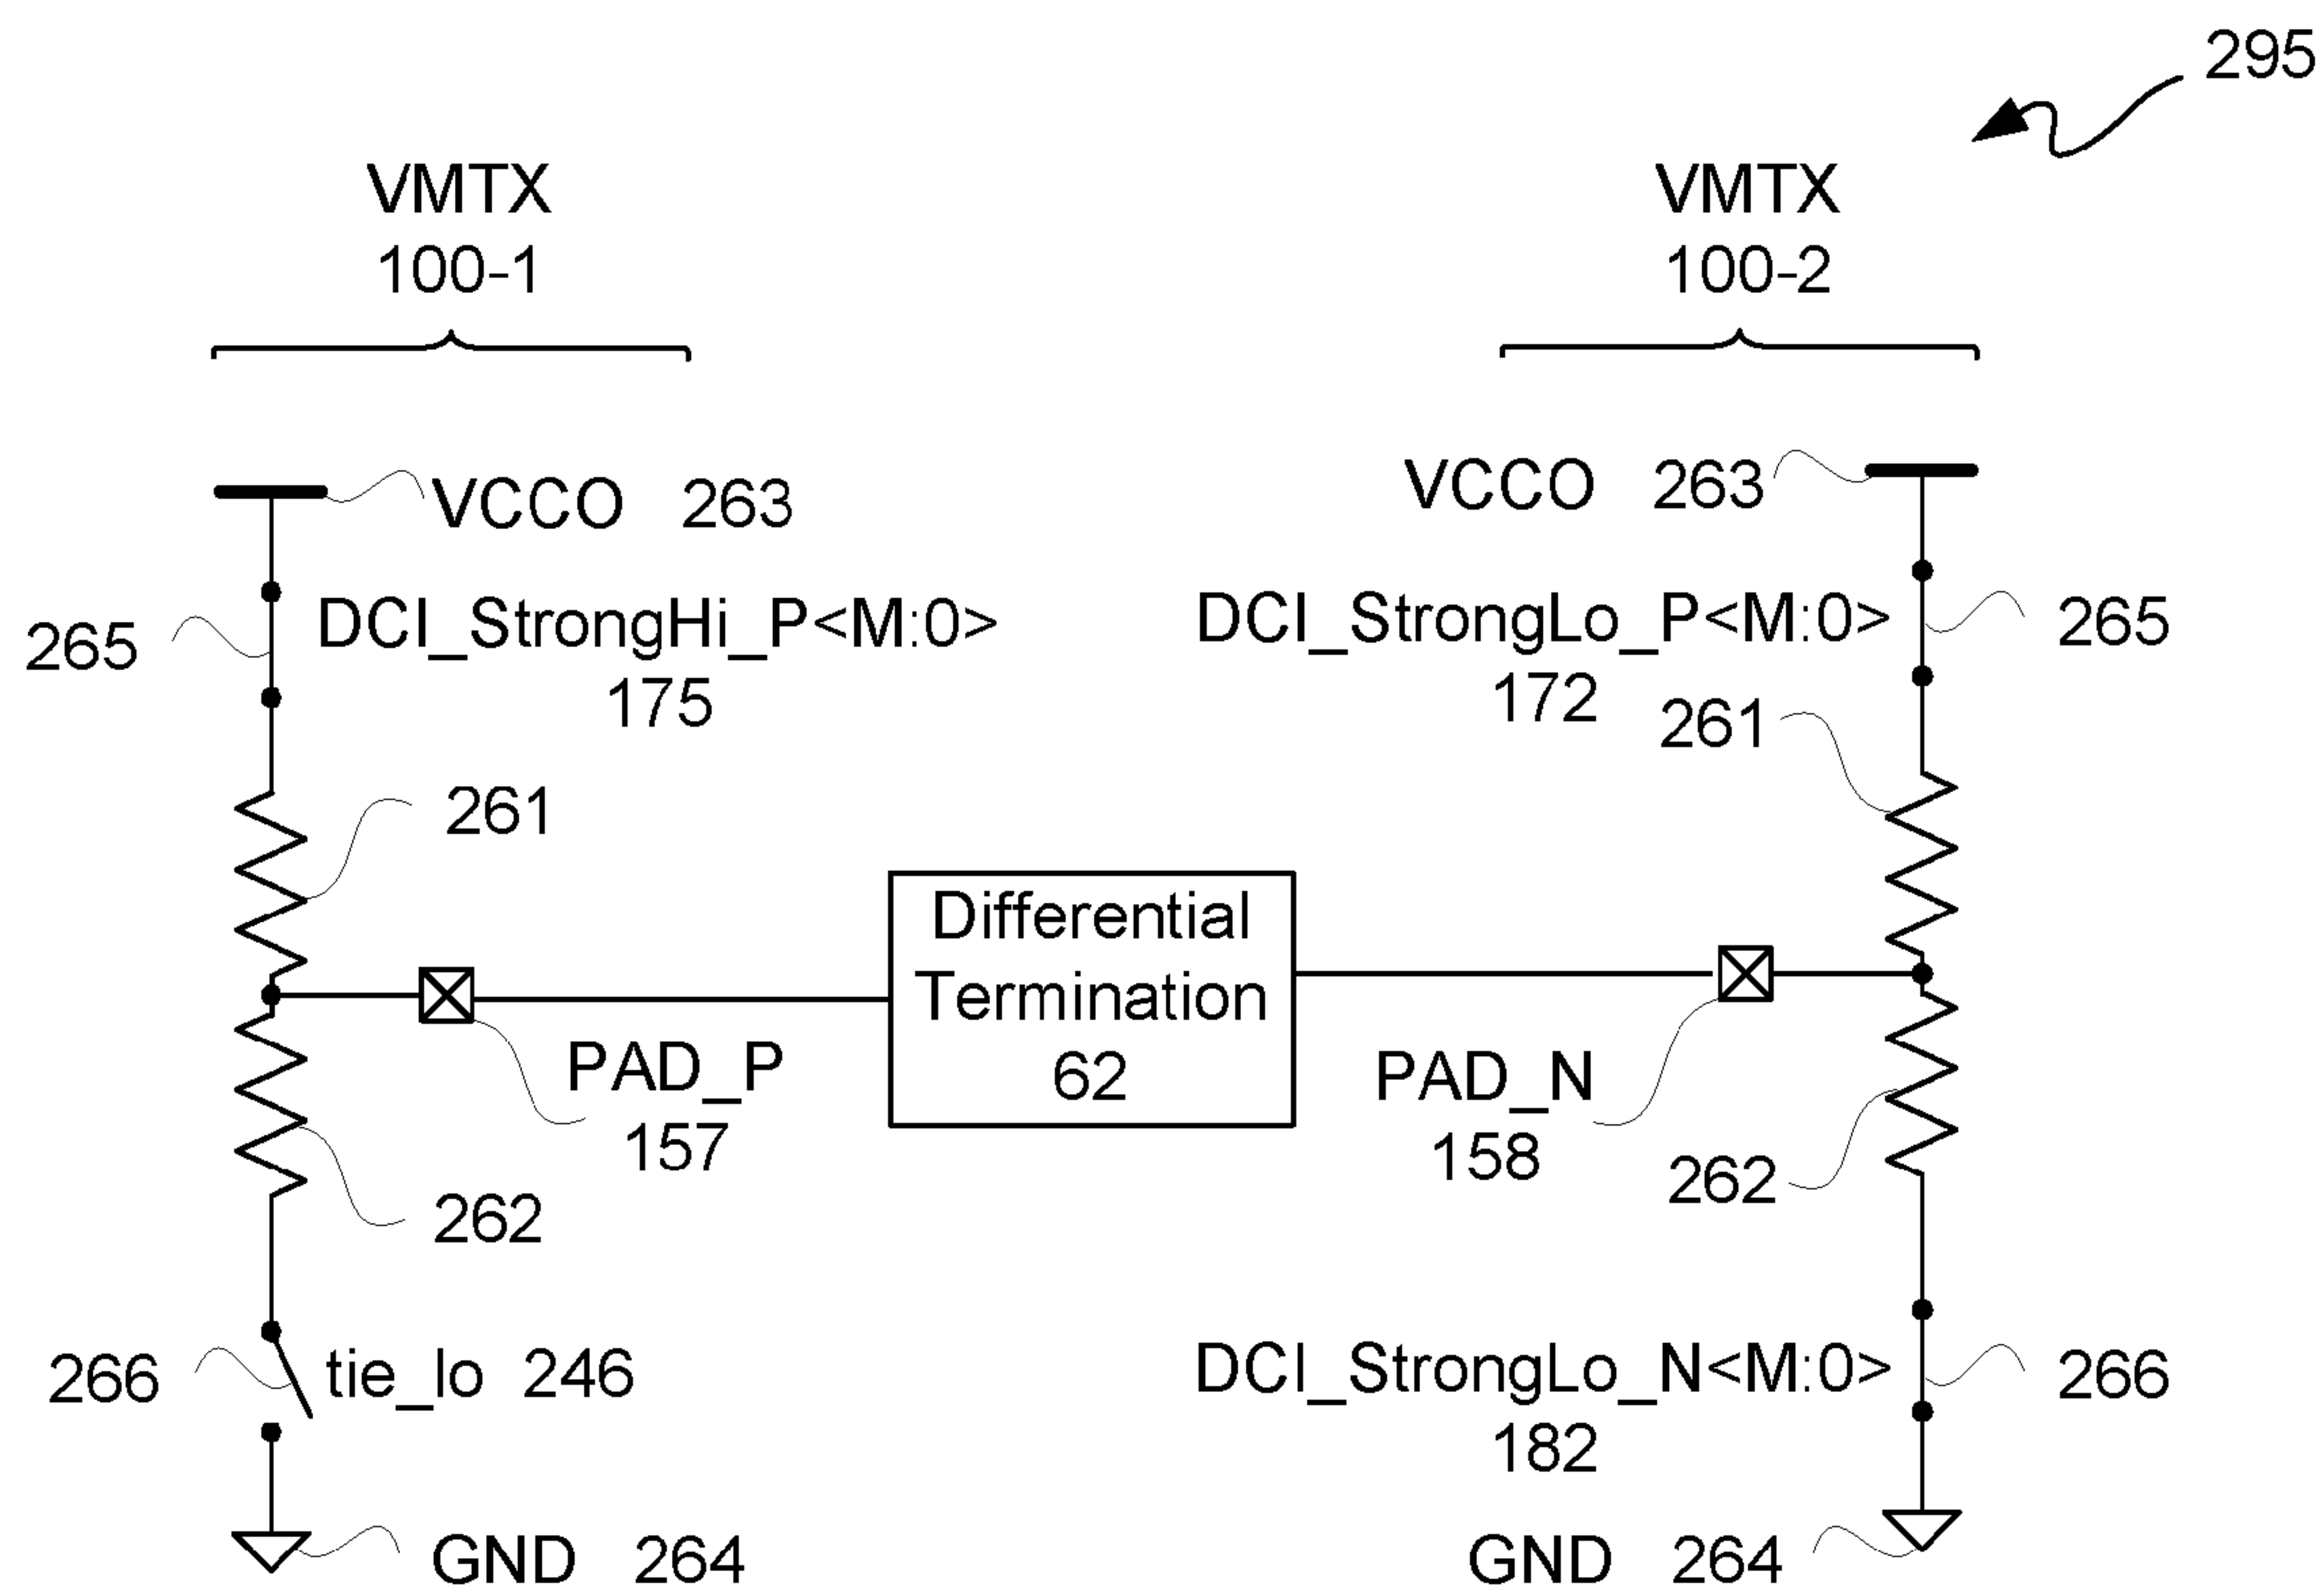 295
VMTX
100-1
VMTX
100-2
VCCO 263
VCCO 263
265
DCI_StrongHi_P<M:0>
175
DCI_StrongLo_P<M:0>
172
265
261
261
Differential
Termination
62
PAD_P
157
PAD_N
158
262
262
266
tie_lo 246
DCI_StrongLo_N<M:0>
182
266
GND 264
GND 264